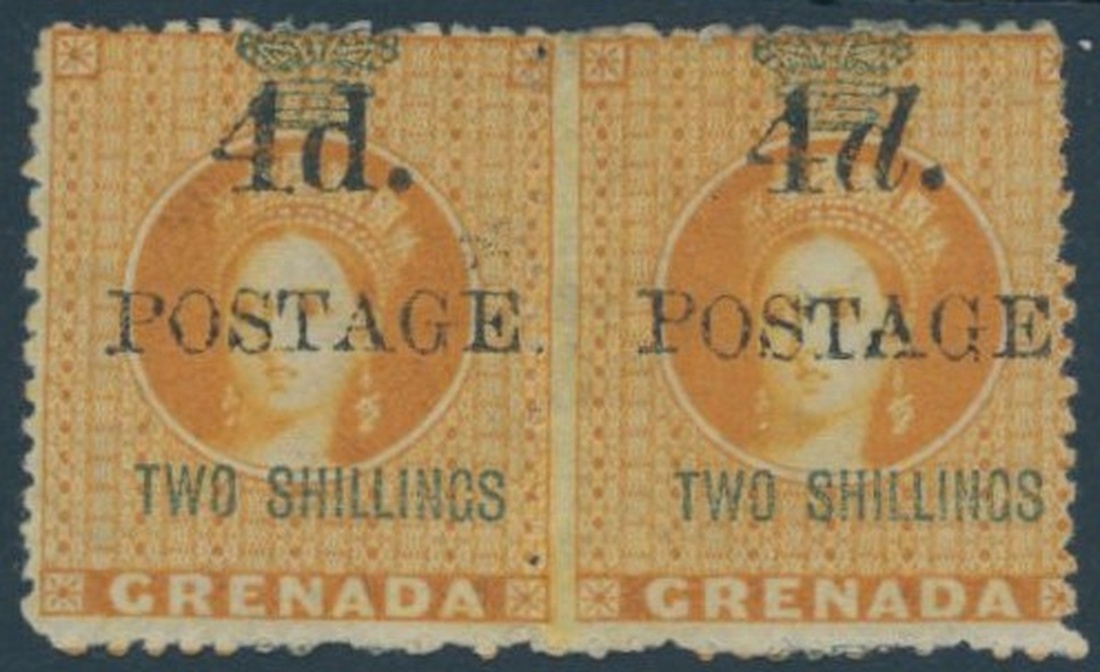 4d. 4d.
POSTAGE. POSTAGE
TWO SHILLINGS TWO SHILLINGS
GRENADA GRENADA